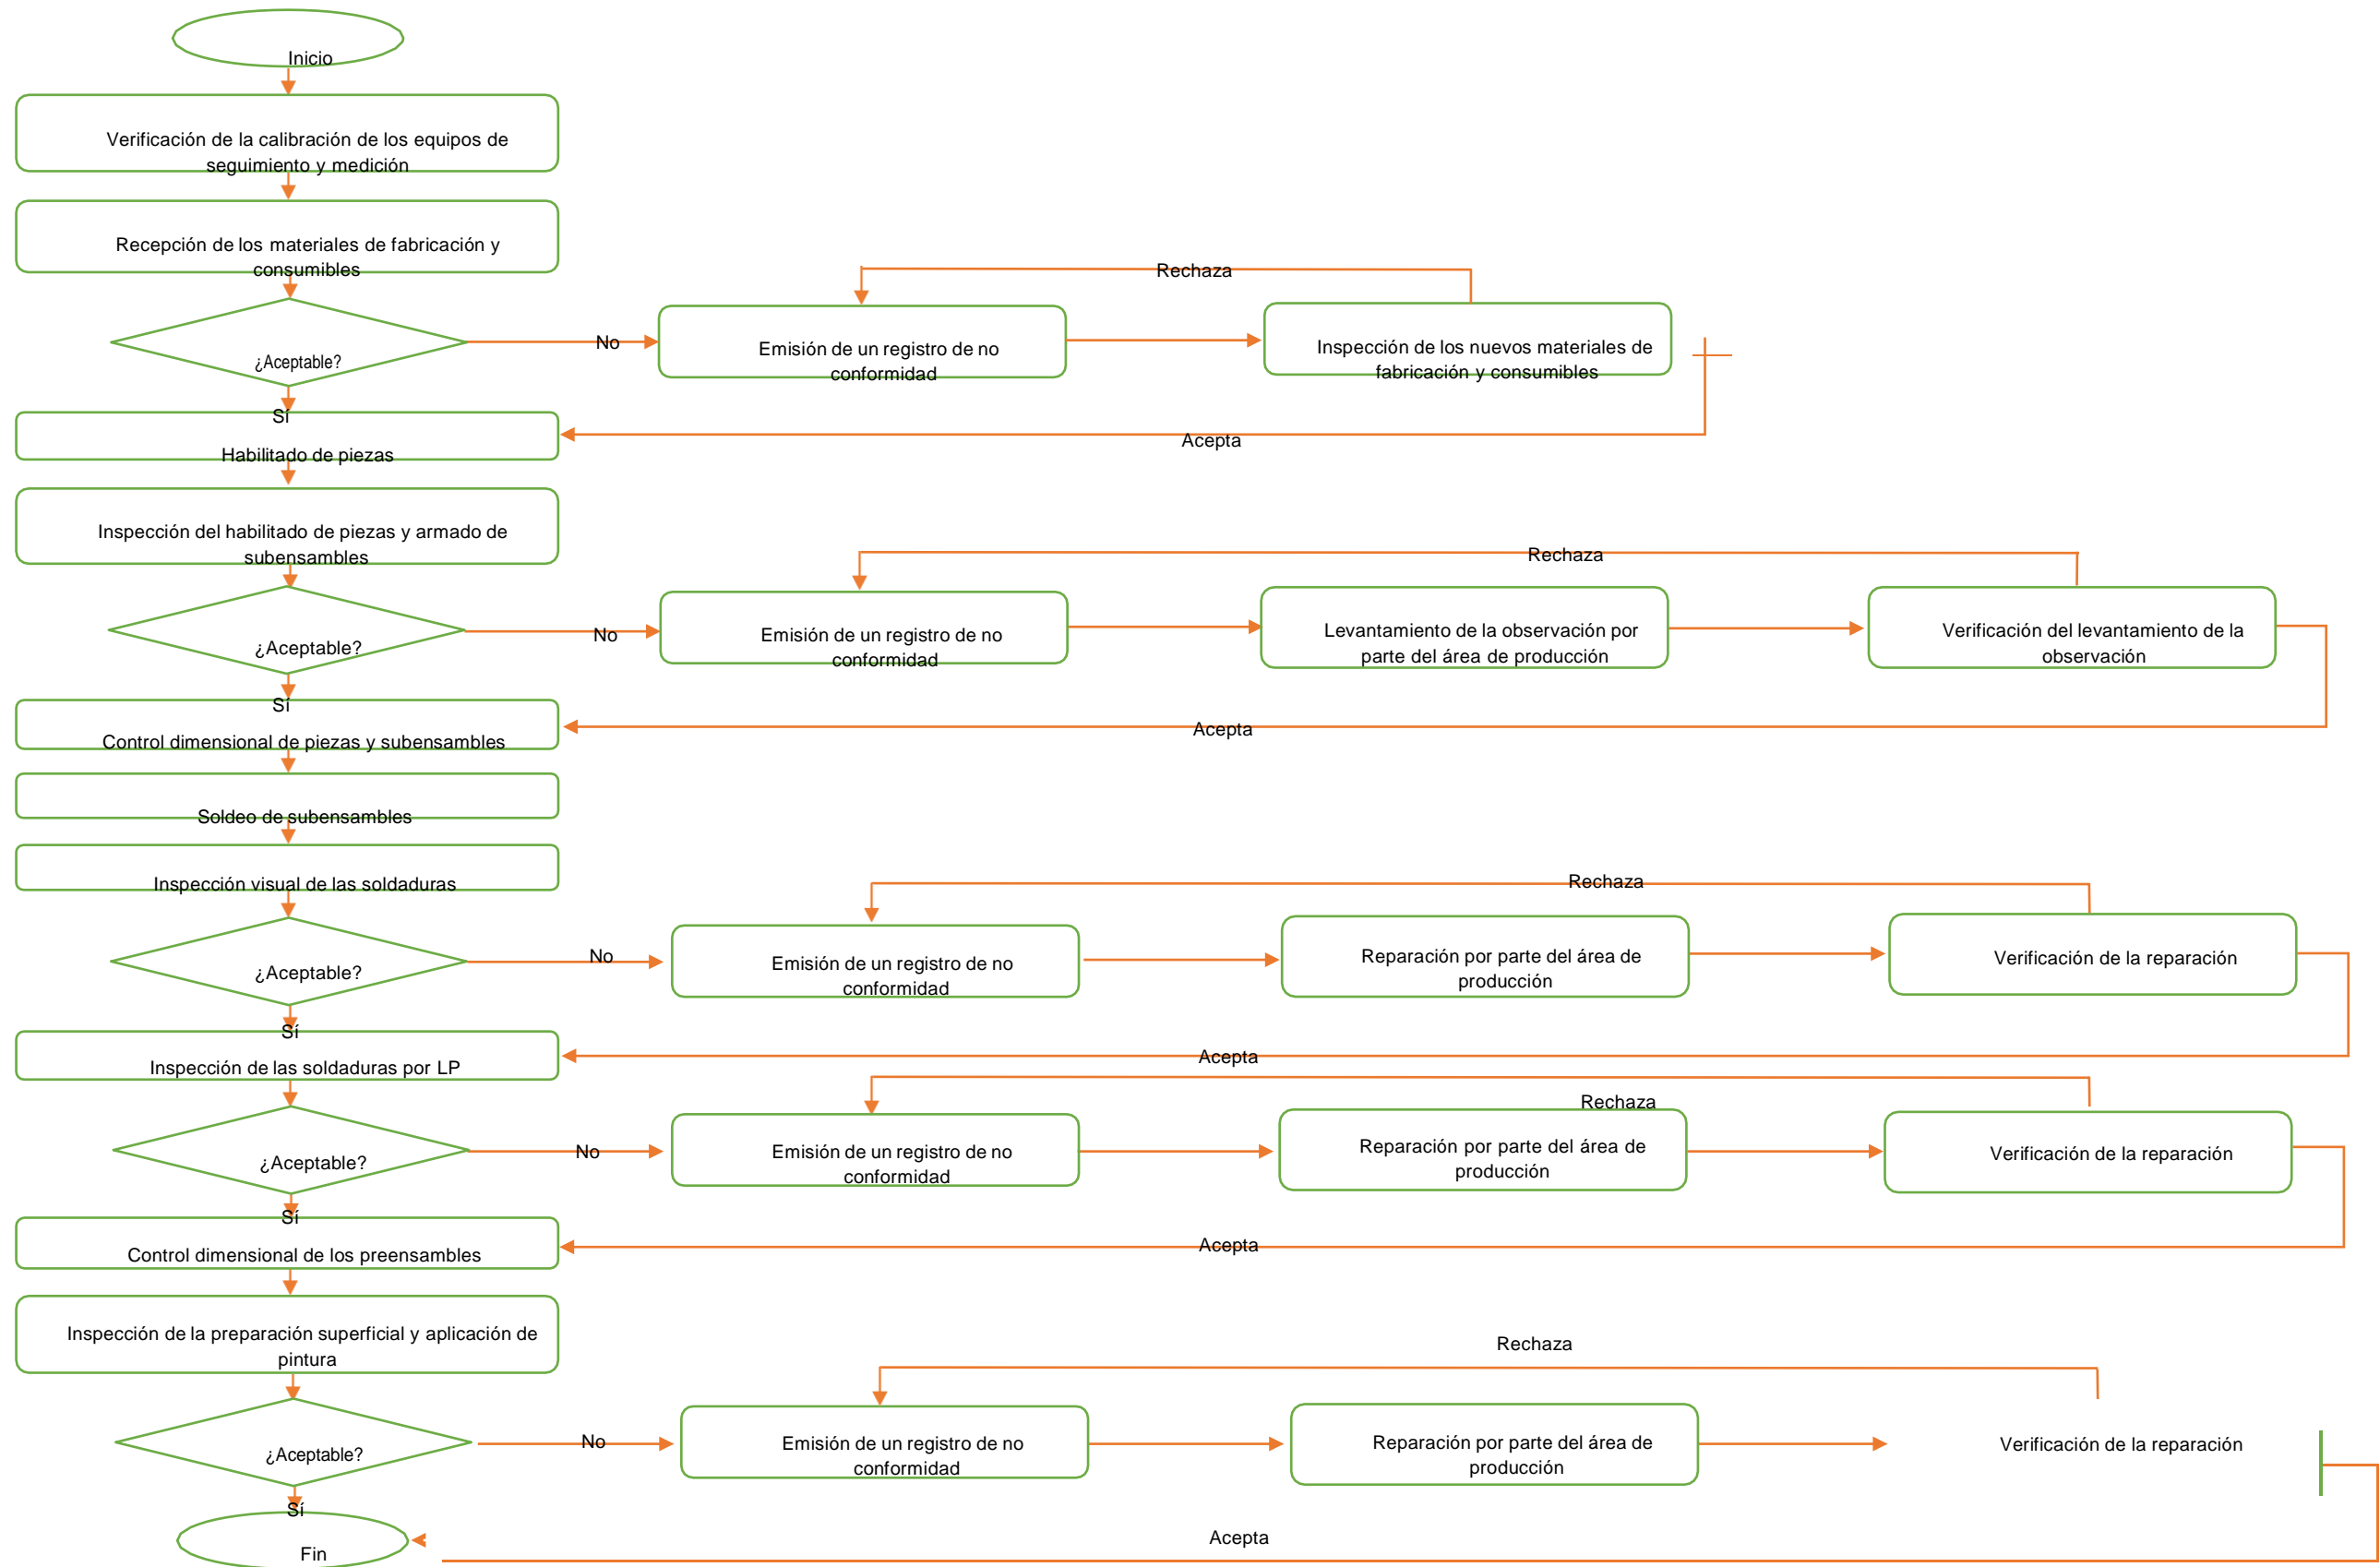 Inicio
Verificación de la calibración de los equipos de
seguimiento y medición
Recepción de los materiales de fabricación y
consumibles
Rechaza
¿Aceptable?
No
Emisión de un registro de no
conformidad
Inspección de los nuevos materiales de
fabricación y consumibles
Sí
Acepta
Habilitado de piezas
Inspección del habilitado de piezas y armado de
subensambles
Rechaza
¿Aceptable?
No
Emisión de un registro de no
conformidad
Levantamiento de la observación por
parte del área de producción
Verificación del levantamiento de la
observación
Sí
Acepta
Control dimensional de piezas y subensambles
Soldeo de subensambles
Inspección visual de las soldaduras
Rechaza
¿Aceptable?
No
Emisión de un registro de no
conformidad
Reparación por parte del área de
producción
Verificación de la reparación
Sí
Acepta
Inspección de las soldaduras por LP
Rechaza
¿Aceptable?
No
Emisión de un registro de no
conformidad
Reparación por parte del área de
producción
Verificación de la reparación
Sí
Acepta
Control dimensional de los preensambles
Inspección de la preparación superficial y aplicación de
pintura
Rechaza
¿Aceptable?
No
Emisión de un registro de no
conformidad
Reparación por parte del área de
producción
Verificación de la reparación
Sí
Acepta
Fin